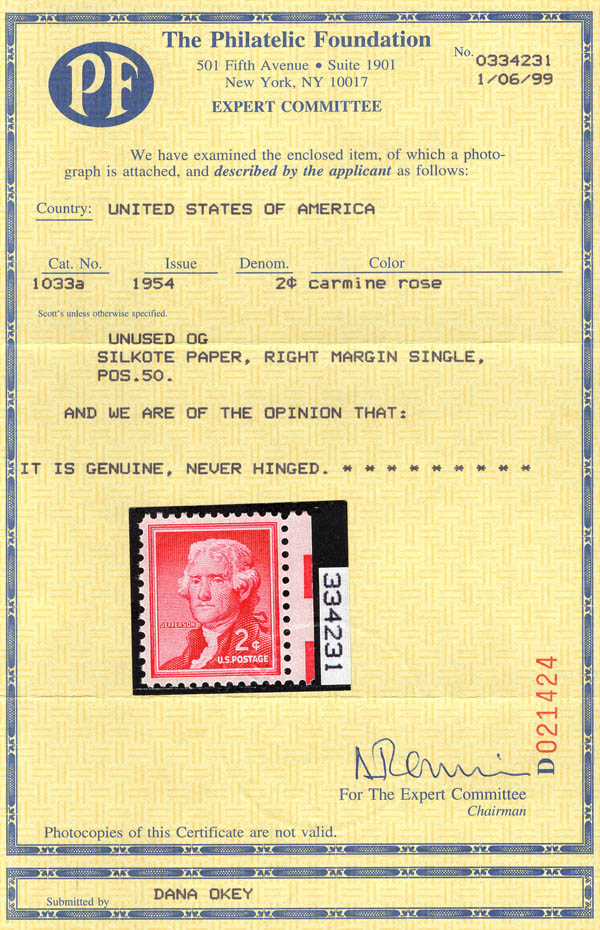 PF
The Philatelic Foundation
501 Fifth Avenue • Suite 1901
New York, NY 10017
EXPERT COMMITTEE
No. 0334231
1/06/99
We have examined the enclosed item, of which a photo-
graph is attached, and described by the applicant as follows:
Country: UNITED STATES OF AMERICA
Cat. No. Issue Denom. Color
1033a 1954 2¢ carmine rose
Scott's unless otherwise specified.
UNUSED OG
SILKOTE PAPER, RIGHT MARGIN SINGLE,
POS.50.
AND WE ARE OF THE OPINION THAT:
IT IS GENUINE, NEVER HINGED. * * * * * * * * *
JEFFERSON
2¢
U.S. POSTAGE
334231
D021424
For The Expert Committee
Chairman
Photocopies of this Certificate are not valid.
Submitted by DANA OKEY